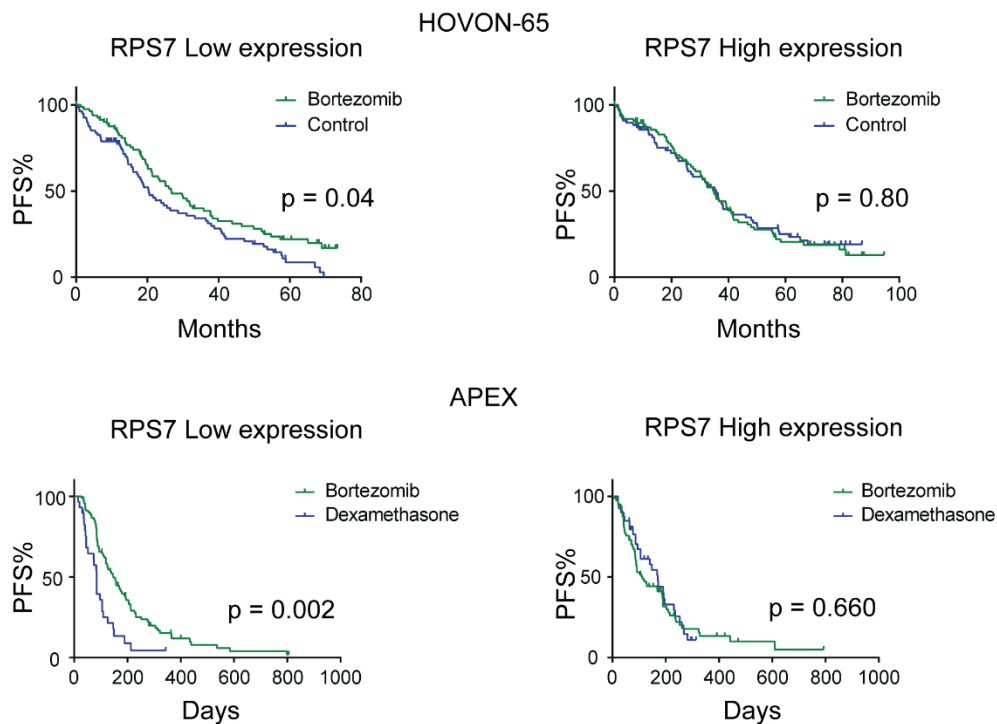 HOVON-65
RPS7 Low expression
Bortezomib
Control
100
50
0
PFS%
p = 0.04
0 20 40 60 80
Months
RPS7 High expression
Bortezomib
Control
100
50
0
PFS%
p = 0.80
0 20 40 60 80 100
Months
APEX
RPS7 Low expression
Bortezomib
Dexamethasone
100
50
0
PFS%
p = 0.002
0 200 400 600 800 1000
Days
RPS7 High expression
Bortezomib
Dexamethasone
100
50
0
PFS%
p = 0.660
0 200 400 600 800 1000
Days